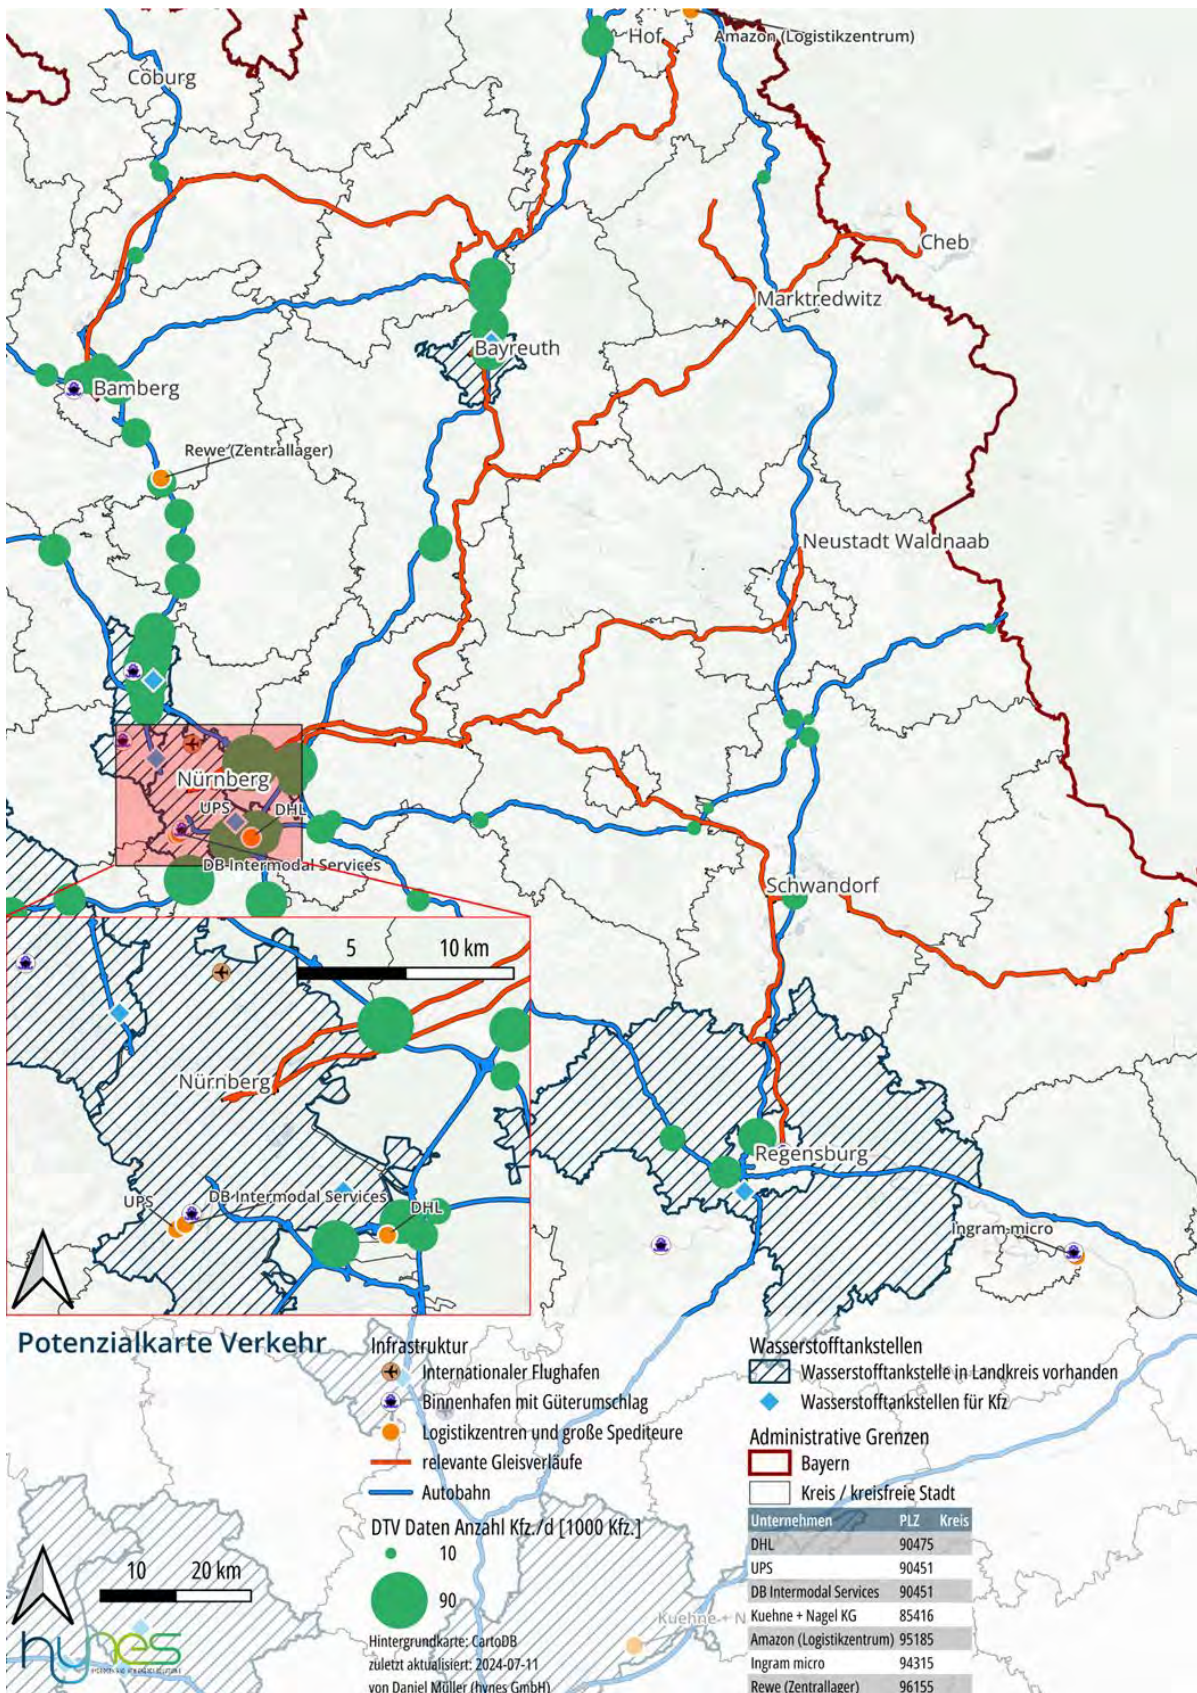 Hof
Amazon (Logistikzentrum)
Coburg
Cheb
Marktredwitz
Bayreuth
Bamberg
Rewe (Zentrallager)
Neustadt Waldnaab
Nürnberg
UPS
DHL
DB Intermodal Services
Schwandorf
5 10 km
Nürnberg
Regensburg
DB Intermodal Services
UPS
DHL
Ingram micro
Potenzialkarte Verkehr
Infrastruktur
Internationaler Flughafen
Binnenhafen mit Güterumschlag
Logistikzentren und große Spediteure
relevante Gleisverläufe
Autobahn
DTV Daten Anzahl Kfz./d [1000 Kfz.]
10
90
Hintergrundkarte: CartoDB
zuletzt aktualisiert: 2024-07-11
von Daniel Müller (hynes GmbH)
Wasserstofftankstellen
Wasserstofftankstelle in Landkreis vorhanden
Wasserstofftankstellen für Kfz
Administrative Grenzen
Bayern
Kreis / kreisfreie Stadt
Unternehmen PLZ Kreis
DHL 90475
UPS 90451
DB Intermodal Services 90451
Kuehne + Nagel KG 85416
Amazon (Logistikzentrum) 95185
Ingram micro 94315
Rewe (Zentrallager) 96155
Kuehne + N
10 20 km
hynes